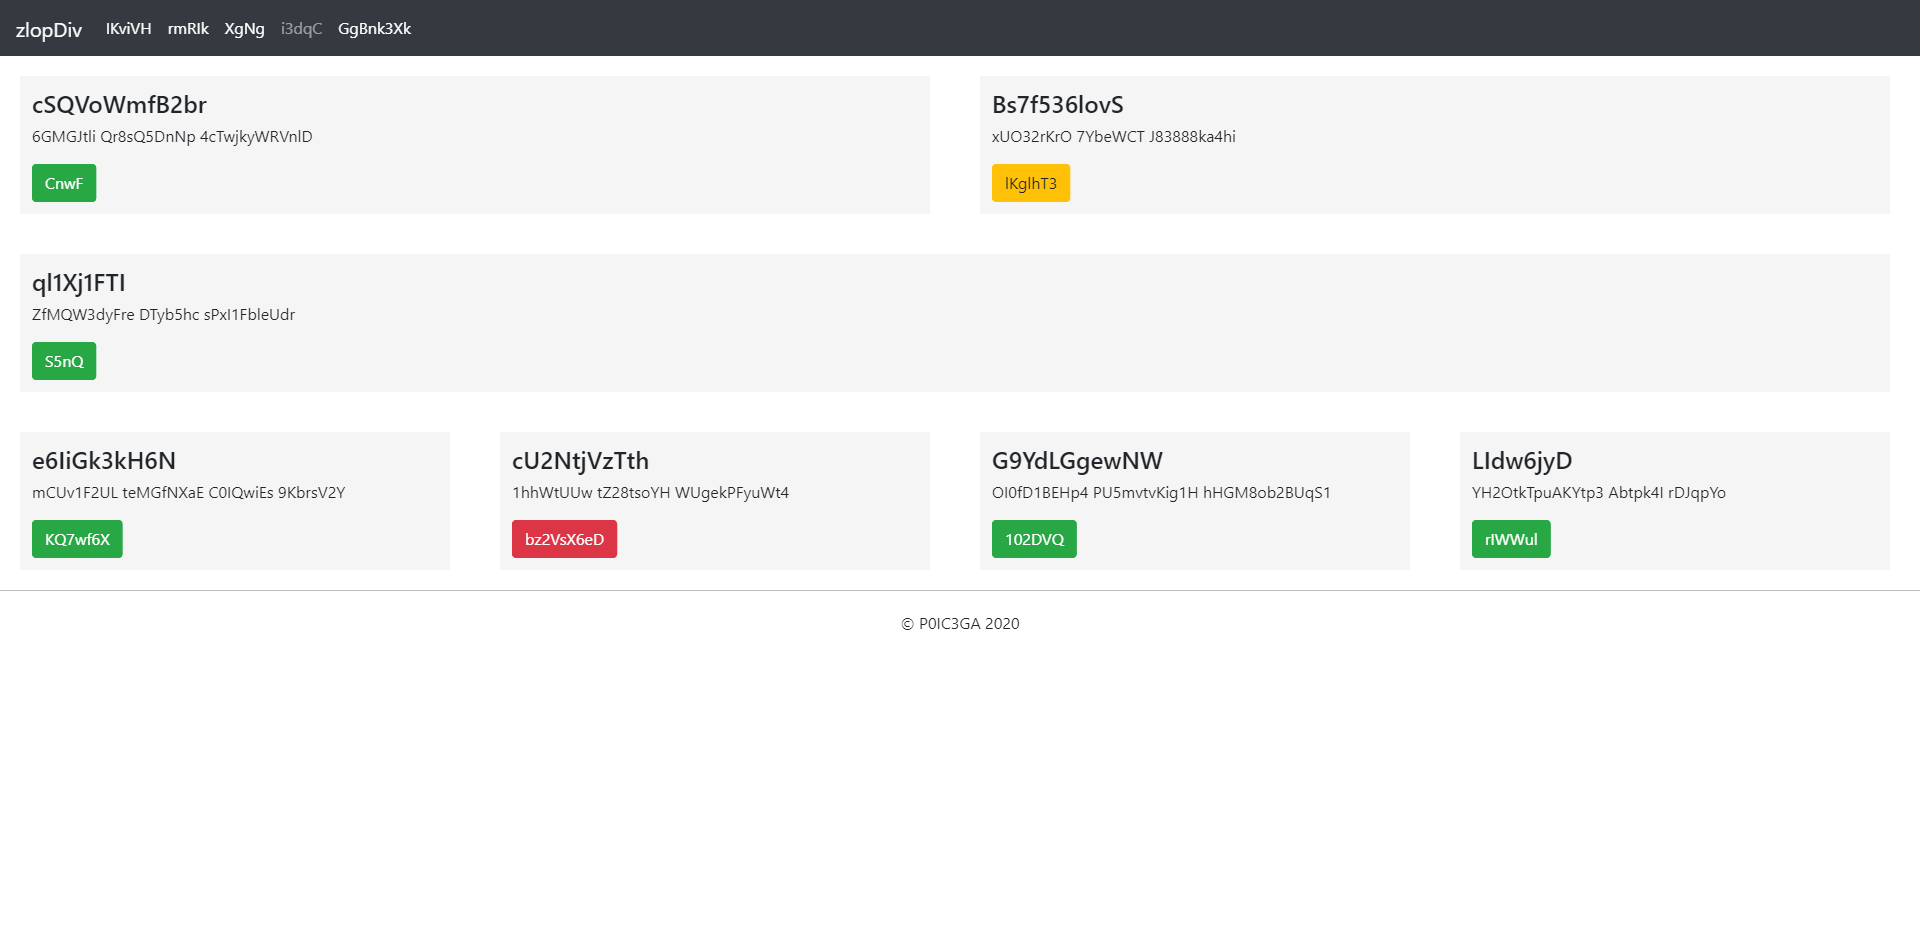 zlopDiv IKviVH rmRIk XgNg i3dqC GgBnk3Xk
cSQVoWmfB2br
6GMGJtli Qr8sQ5DnNp 4cTwjkyWRVnlD
CnwF
Bs7f536lovS
xUO32rKrO 7YbeWCT J83888ka4hi
lKglhT3
ql1Xj1FTI
ZfMQW3dyFre DTyb5hc sPxI1FbleUdr
S5nQ
e6IiGk3kH6N
mCUv1F2UL teMGfNXaE C0IQwiEs 9KbrsV2Y
KQ7wf6X
cU2NtjVzTth
1hhWtUUw tZ28tsoYH WUgekPFyuWt4
bz2VsX6eD
G9YdLGgewNW
OI0fD1BEHp4 PU5mvtvKig1H hHGM8ob2BUqS1
102DVQ
LIdw6jyD
YH2OtkTpuAKYtp3 Abtpk4I rDJqpYo
rIWWul
© P0IC3GA 2020